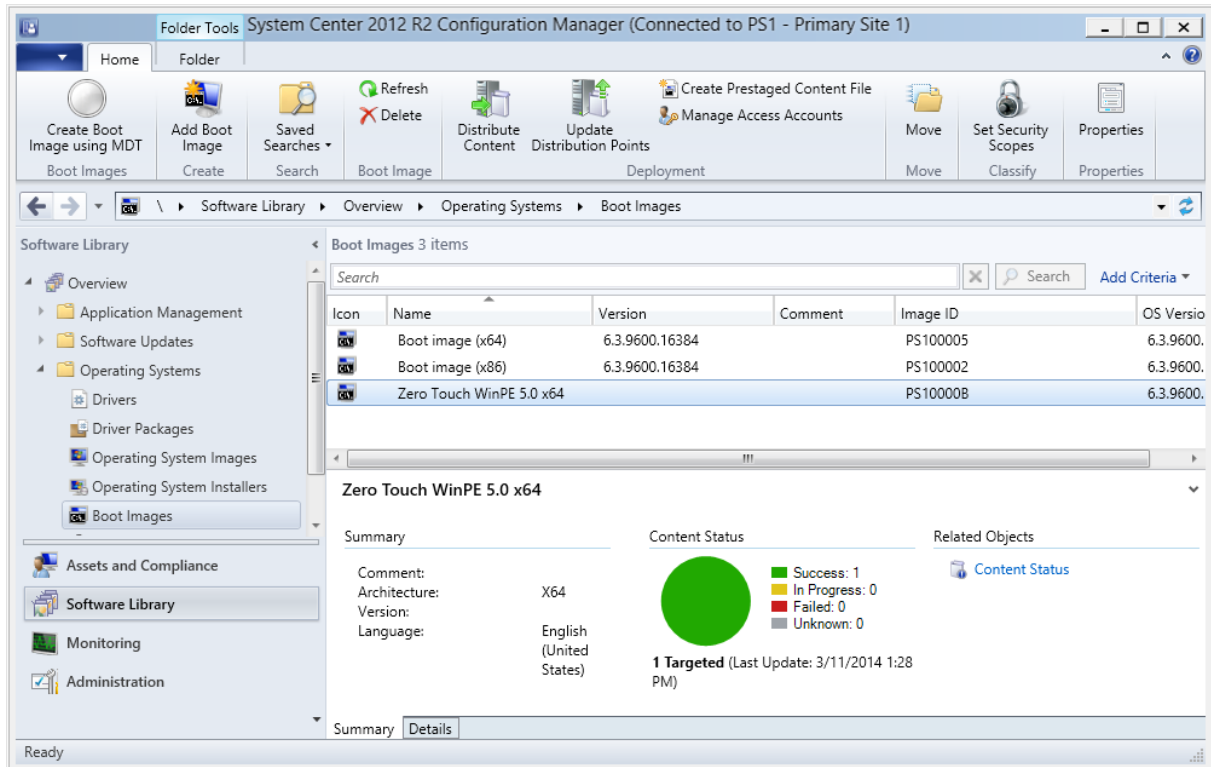 Folder Tools System Center 2012 R2 Configuration Manager (Connected to PS1 - Primary Site 1)
Home Folder
Create Boot Image using MDT
Boot Images
Add Boot Image
Create
Saved Searches
Search
Refresh
Delete
Boot Image
Distribute Content
Update Distribution Points
Create Prestaged Content File
Manage Access Accounts
Deployment
Move
Move
Set Security Scopes
Classify
Properties
Properties
\ Software Library Overview Operating Systems Boot Images
Software Library
Overview
Application Management
Software Updates
Operating Systems
Drivers
Driver Packages
Operating System Images
Operating System Installers
Boot Images
Assets and Compliance
Software Library
Monitoring
Administration
Boot Images 3 items
Search Search Add Criteria
Icon Name Version Comment Image ID OS Versio
Boot image (x64) 6.3.9600.16384 PS100005 6.3.9600.
Boot image (x86) 6.3.9600.16384 PS100002 6.3.9600.
Zero Touch WinPE 5.0 x64 PS10000B 6.3.9600.
Zero Touch WinPE 5.0 x64
Summary
Comment:
Architecture: X64
Version:
Language: English
(United
States)
Content Status
Success: 1
In Progress: 0
Failed: 0
Unknown: 0
1 Targeted (Last Update: 3/11/2014 1:28
PM)
Related Objects
Content Status
Summary Details
Ready